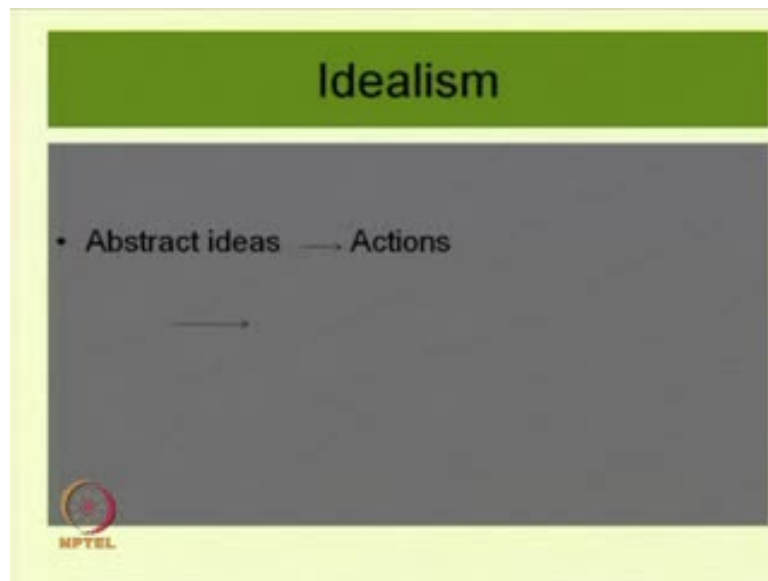 Idealism
• Abstract ideas → Actions
→
NPTEL